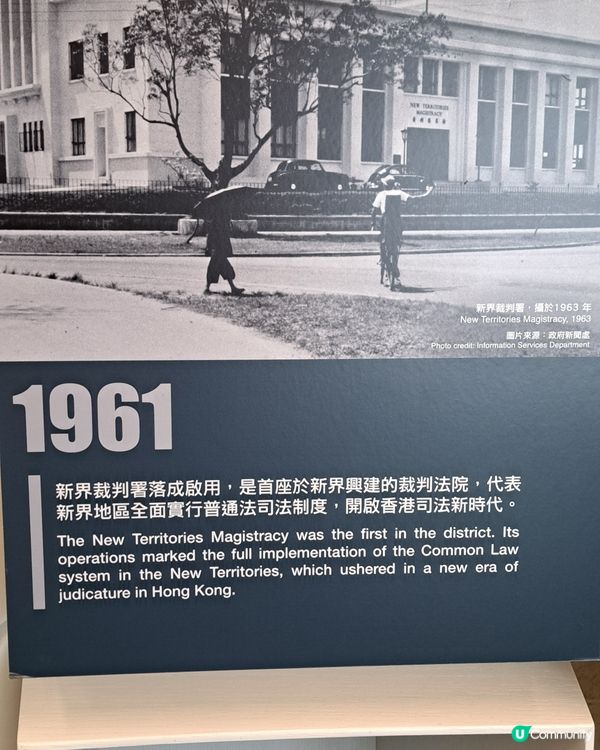 NEW TERRITORIES
MAGISTRACY
新界裁判署，攝於1963 年
New Territories Magistracy, 1963
圖片來源：政府新聞處
Photo credit: Information Services Department
1961
新界裁判署落成啟用，是首座於新界興建的裁判法院，代表
新界地區全面實行普通法司法制度，開啟香港司法新時代。
The New Territories Magistracy was the first in the district. Its
operations marked the full implementation of the Common Law
system in the New Territories, which ushered in a new era of
judicature in Hong Kong.
U Community